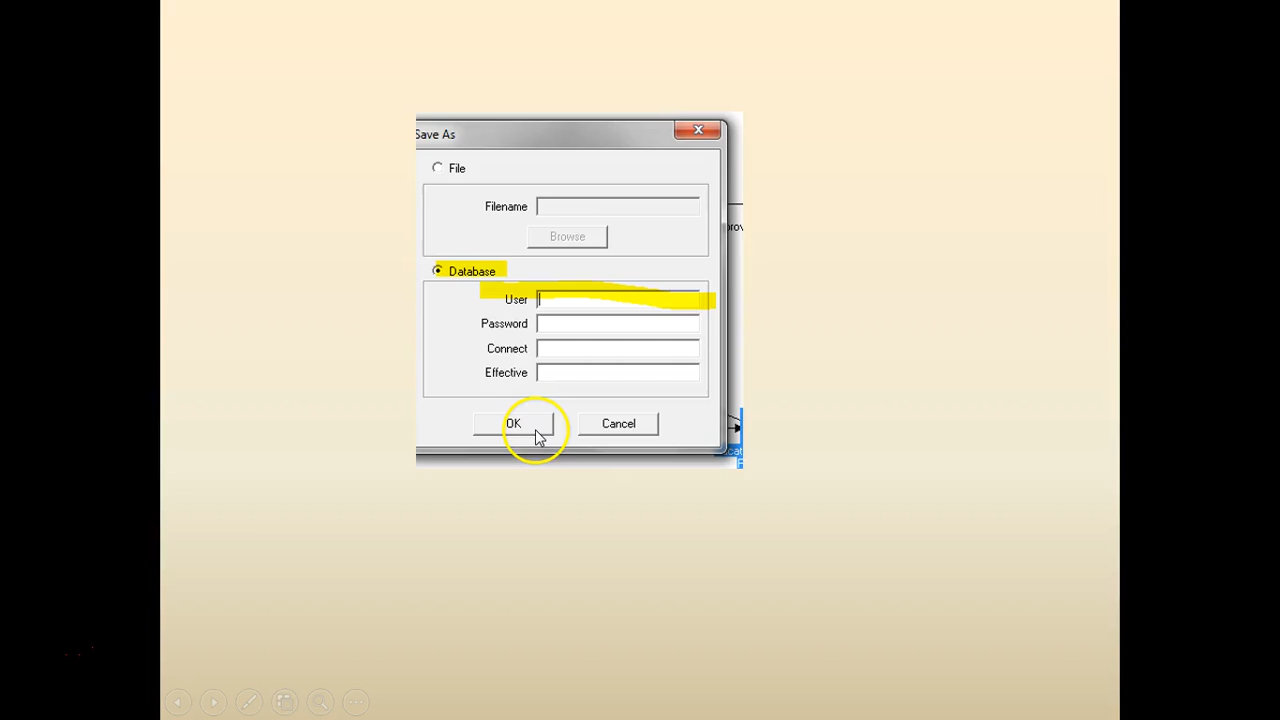 Save As
File
Filename
Browse
Database
User
Password
Connect
Effective
OK
Cancel